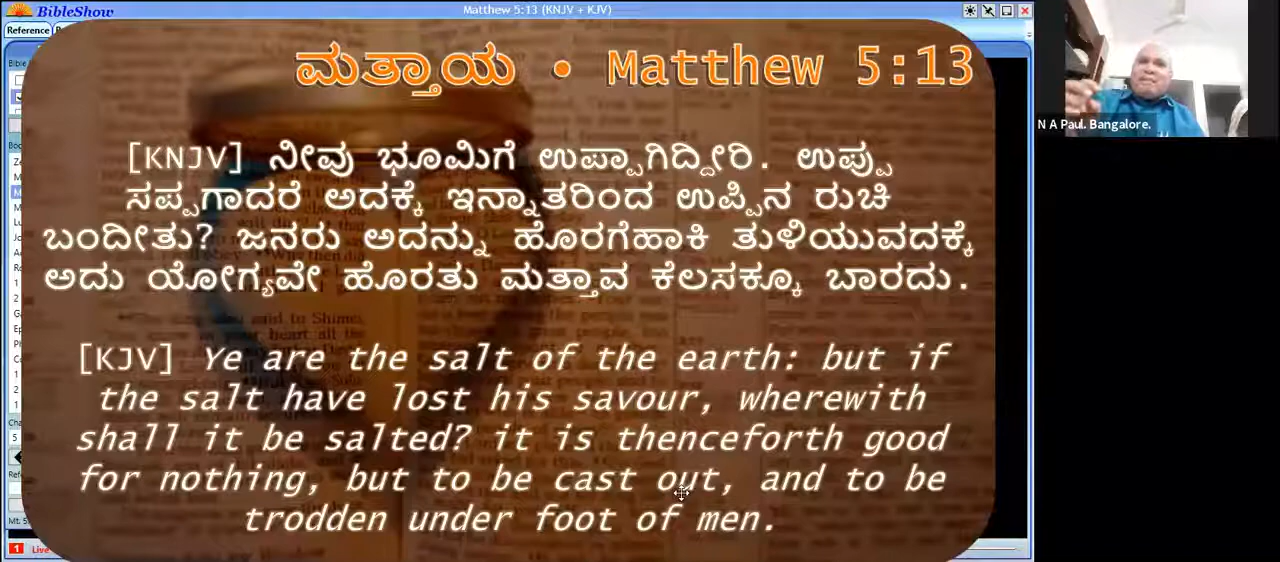 BibleShow
Matthew 5:13 (KNJV + KJV)
Reference
ಮತ್ತಾಯ • Matthew 5:13
[KNJV] ನೀವು ಭೂಮಿಗೆ ಉಪ್ಪಾಗಿದ್ದೀರಿ. ಉಪ್ಪು
ಸಪ್ಪಗಾದರೆ ಅದಕ್ಕೆ ಇನ್ನಾತರಿಂದ ಉಪ್ಪಿನ ರುಚಿ
ಬಂದೀತು? ಜನರು ಅದನ್ನು ಹೊರಗೆಹಾಕಿ ತುಳಿಯುವದಕ್ಕೆ
ಅದು ಯೋಗ್ಯವೇ ಹೊರತು ಮತ್ತಾವ ಕೆಲಸಕ್ಕೂ ಬಾರದು.
[KJV] Ye are the salt of the earth: but if
the salt have lost his savour, wherewith
shall it be salted? it is thenceforth good
for nothing, but to be cast out, and to be
trodden under foot of men.
1 Live
N A Paul. Bangalore.